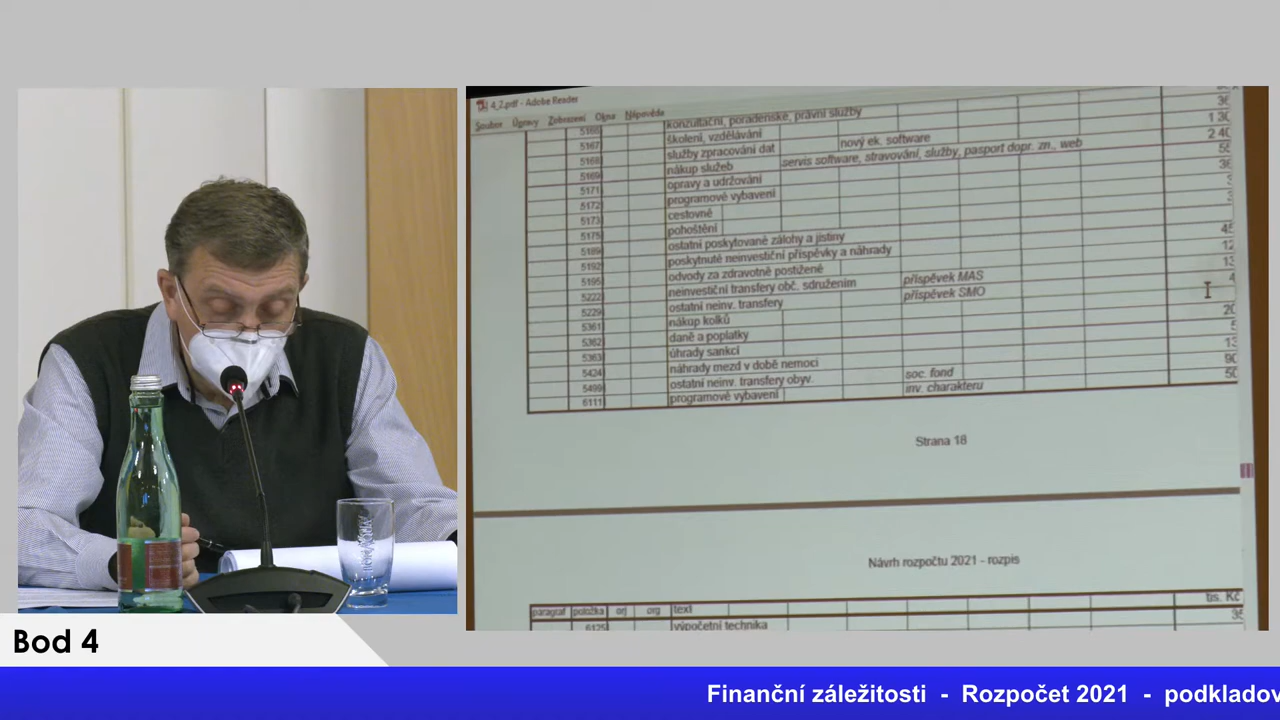 4_2.pdf - Adobe Reader
Soubor Úpravy Zobrazení Okna Nápověda
konzultační, poradenské, právní služby
5167 školení, vzdělávání
5168 služby zpracování dat nový ek. software
5169 nákup služeb servis software, stravování, služby, pasport dopr. zn., web
5171 opravy a udržování
5172 programové vybavení
5173 cestovné
5175 pohoštění
5189 ostatní poskytované zálohy a jistiny
5192 poskytnuté neinvestiční příspěvky a náhrady
5195 odvody za zdravotně postižené
5222 neinvestiční transfery obč. sdružením příspěvek MAS
5229 ostatní neinv. transfery příspěvek SMO
5361 nákup kolků
5362 daně a poplatky
5363 úhrady sankcí
5424 náhrady mezd v době nemoci
5499 ostatní neinv. transfery obyv. soc. fond
6111 programové vybavení inv. charakteru
Strana 18
Návrh rozpočtu 2021 - rozpis
tis. Kč
paragraf položka orj org text
6125 výpočetní technika
Bod 4
Finanční záležitosti - Rozpočet 2021 - podkladov